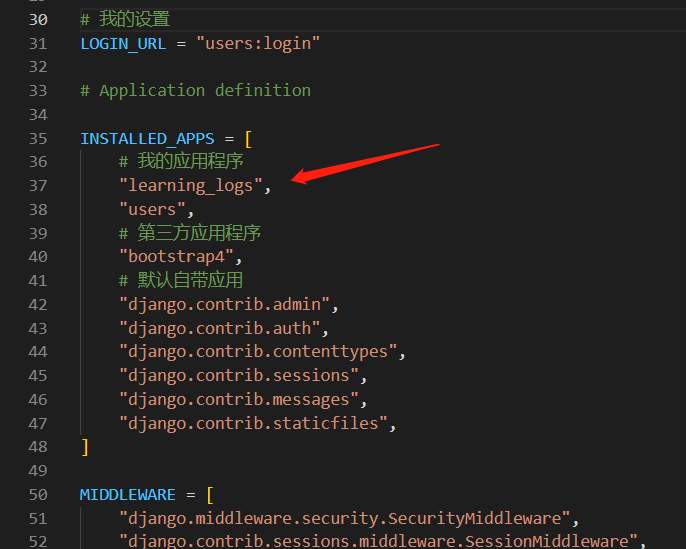 30 # 我的设置
31 LOGIN_URL = "users:login"
32
33 # Application definition
34
35 INSTALLED_APPS = [
36     # 我的应用程序
37     "learning_logs",
38     "users",
39     # 第三方应用程序
40     "bootstrap4",
41     # 默认自带应用
42     "django.contrib.admin",
43     "django.contrib.auth",
44     "django.contrib.contenttypes",
45     "django.contrib.sessions",
46     "django.contrib.messages",
47     "django.contrib.staticfiles",
48 ]
49
50 MIDDLEWARE = [
51     "django.middleware.security.SecurityMiddleware",
52     "django.contrib.sessions.middleware.SessionMiddleware",